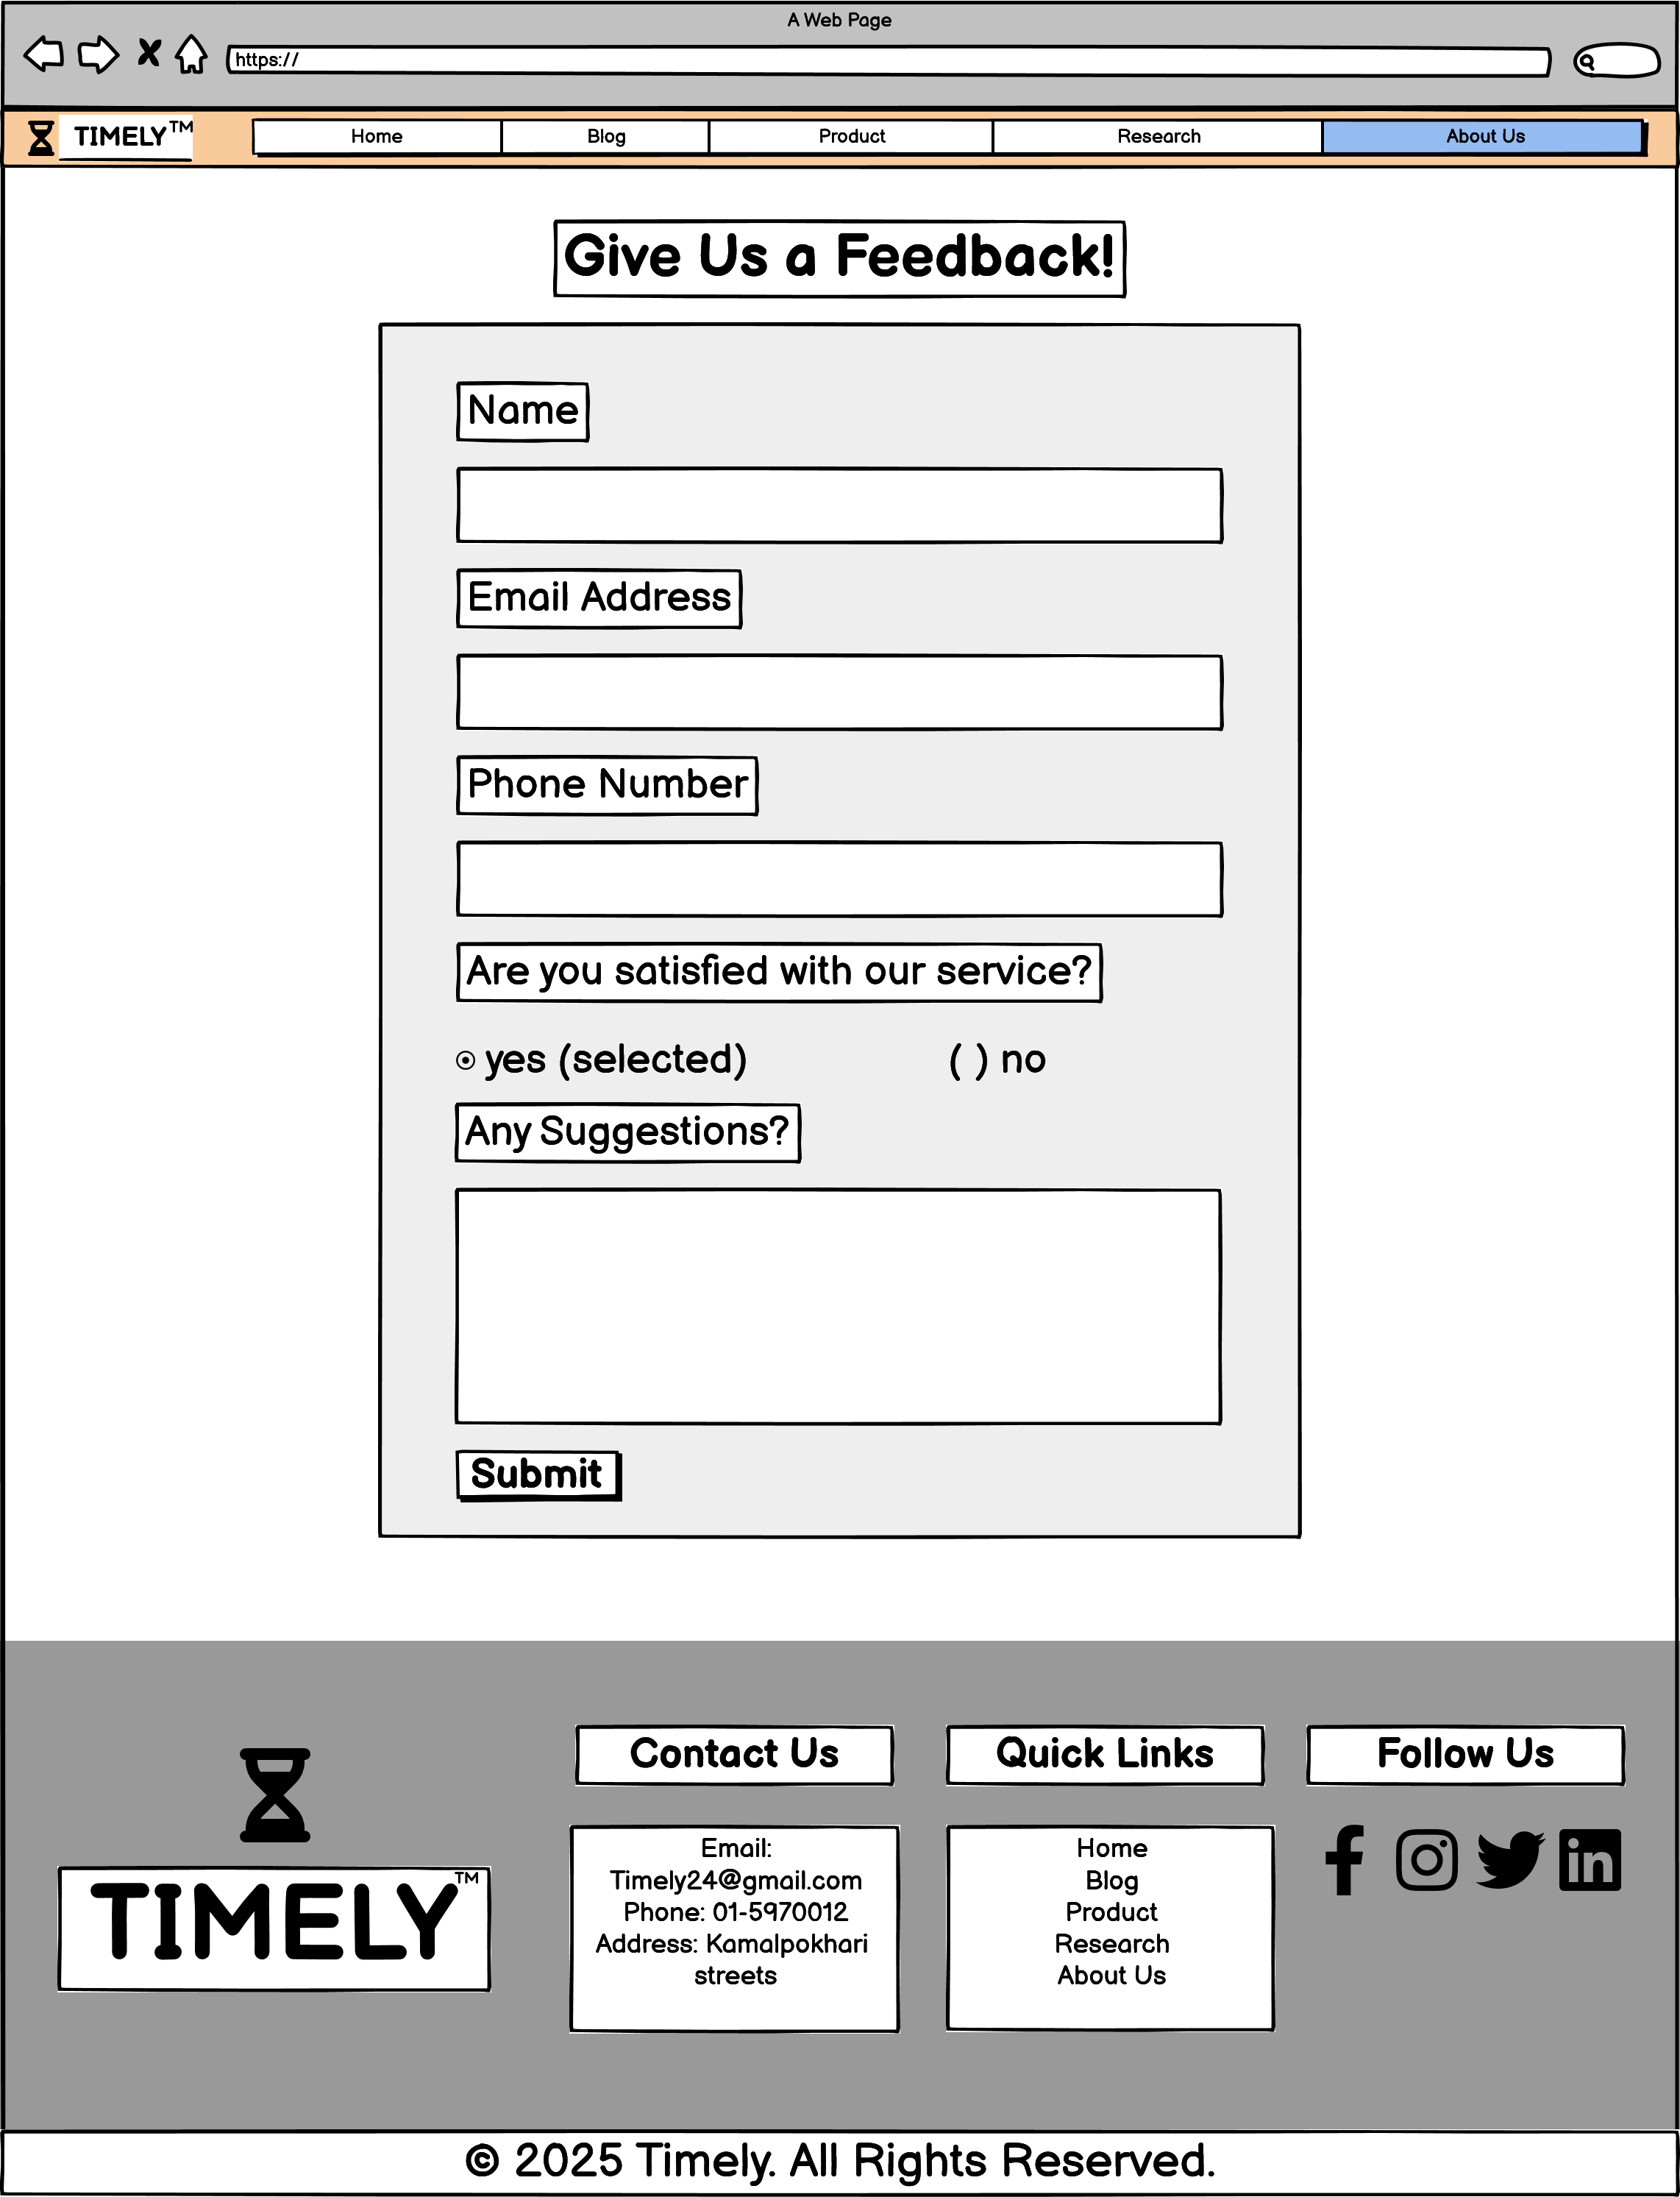 A Web Page
https://
TIMELY™
Home Blog Product Research About Us
Give Us a Feedback!
Name
Email Address
Phone Number
Are you satisfied with our service?
yes (selected) ( ) no
Any Suggestions?
Submit
Contact Us Quick Links Follow Us
TIMELY™
Email:
Timely24@gmail.com
Phone: 01-5970012
Address: Kamalpokhari
streets
Home
Blog
Product
Research
About Us
© 2025 Timely. All Rights Reserved.